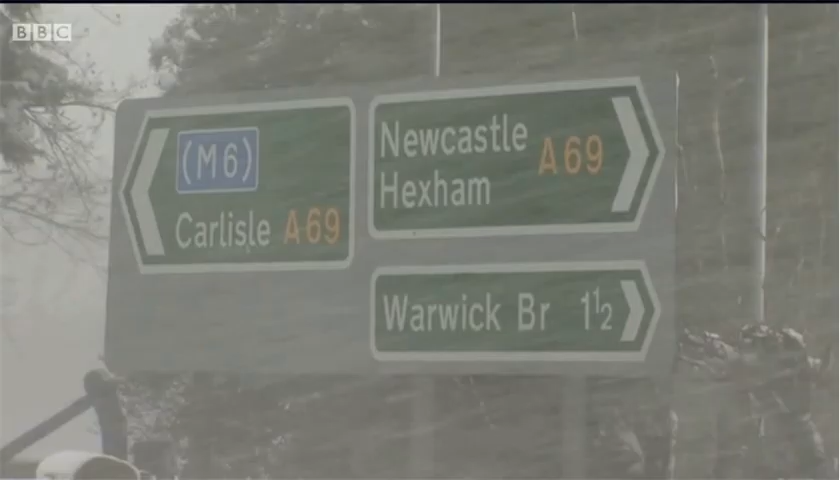 BBC
(M6)
Carlisle A69
Newcastle
Hexham
A69
Warwick Br 1½